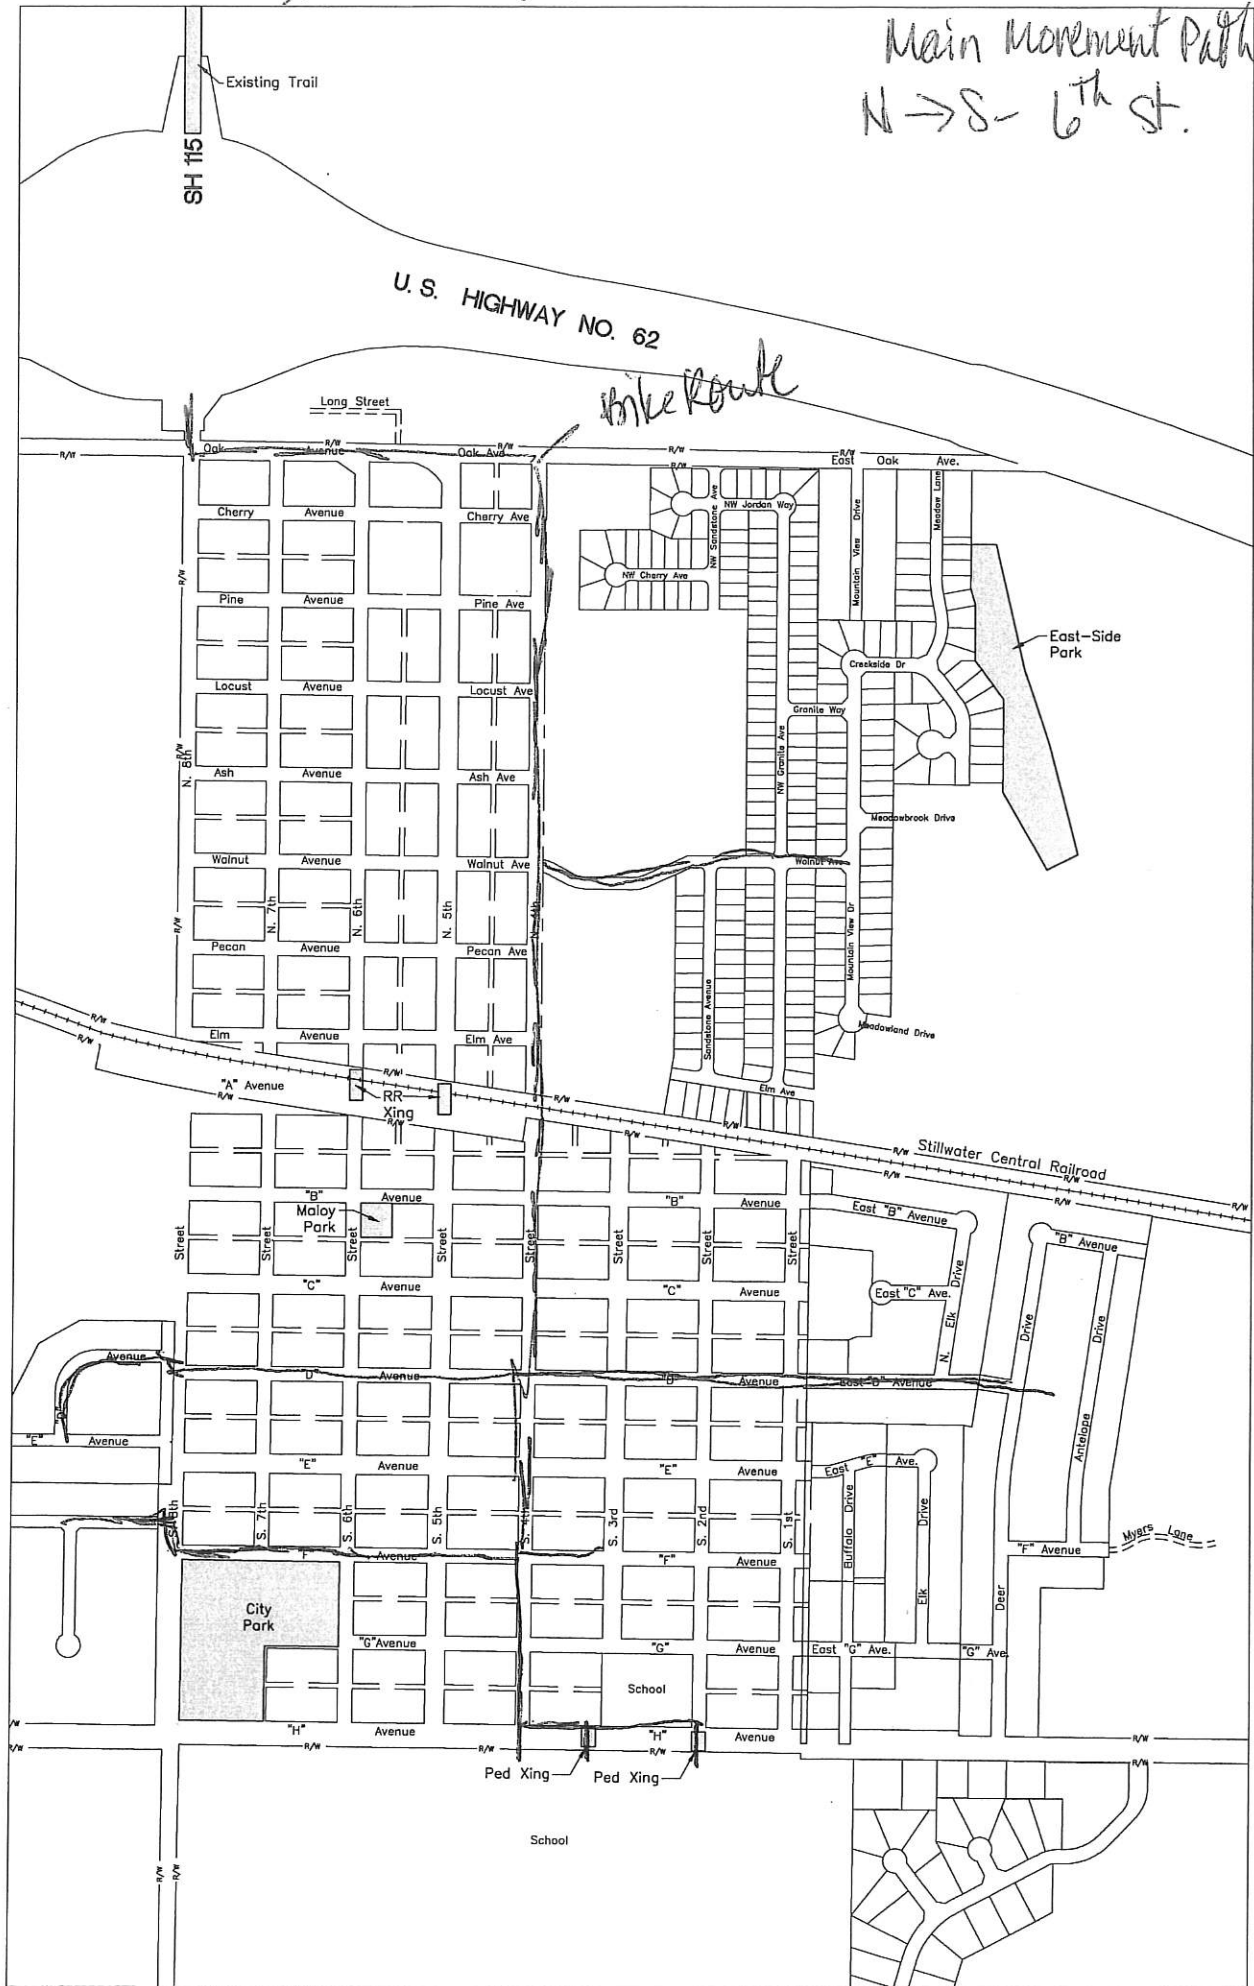 Main Movement Path
N → S - 6th St.
Existing Trail
SH 115
U.S. HIGHWAY NO. 62
Bike Route
Long Street
R/W
R/W
R/W
R/W
R/W
R/W
Oak Avenue
Oak Ave
East Oak Ave.
Cherry Avenue
Cherry Ave
NW Sandstone Ave
NW Jordan Way
Mountain View Drive
Meadow Lane
NW Cherry Ave
R/W
Pine Avenue
Pine Ave
East-Side
Park
Creekside Dr
Locust Avenue
Locust Ave
Granite Way
NW Granite Ave
R/W
N. 8th
Ash Avenue
Ash Ave
Meadowbrook Drive
Walnut Avenue
Walnut Ave
Walnut Ave
R/W
N. 7th
N. 6th
N. 5th
N. 4th
Mountain View Dr
Pecan Avenue
Pecan Ave
Sandstone Avenue
Meadowland Drive
R/W
R/W
Elm Avenue
Elm Ave
Elm Ave
"A" Avenue
R/W
R/W
RR
Xing
R/W
R/W
R/W
Stillwater Central Railroad
R/W
R/W
R/W
R/W
R/W
R/W
"B" Avenue
"B" Avenue
East "B" Avenue
"B" Avenue
Maloy
Park
Street
Street
Street
Street
Street
Street
Street
Street
"C" Avenue
"C" Avenue
East "C" Ave.
N. Elk Drive
Drive
Drive
Avenue
"D"
"D" Avenue
"D" Avenue
East "D" Avenue
Antelope
"E" Avenue
"E" Avenue
"E" Avenue
East "E" Ave.
S. 8th
S. 7th
S. 6th
S. 5th
S. 4th
S. 3rd
S. 2nd
S. 1st
Buffalo Drive
Elk Drive
Deer
Myers Lane
"F" Avenue
"F" Avenue
"F" Avenue
City
Park
"G" Avenue
"G" Avenue
East "G" Ave.
"G" Ave.
School
"H" Avenue
"H" Avenue
R/W
R/W
R/W
R/W
R/W
R/W
R/W
Ped Xing
Ped Xing
School
R/W
R/W